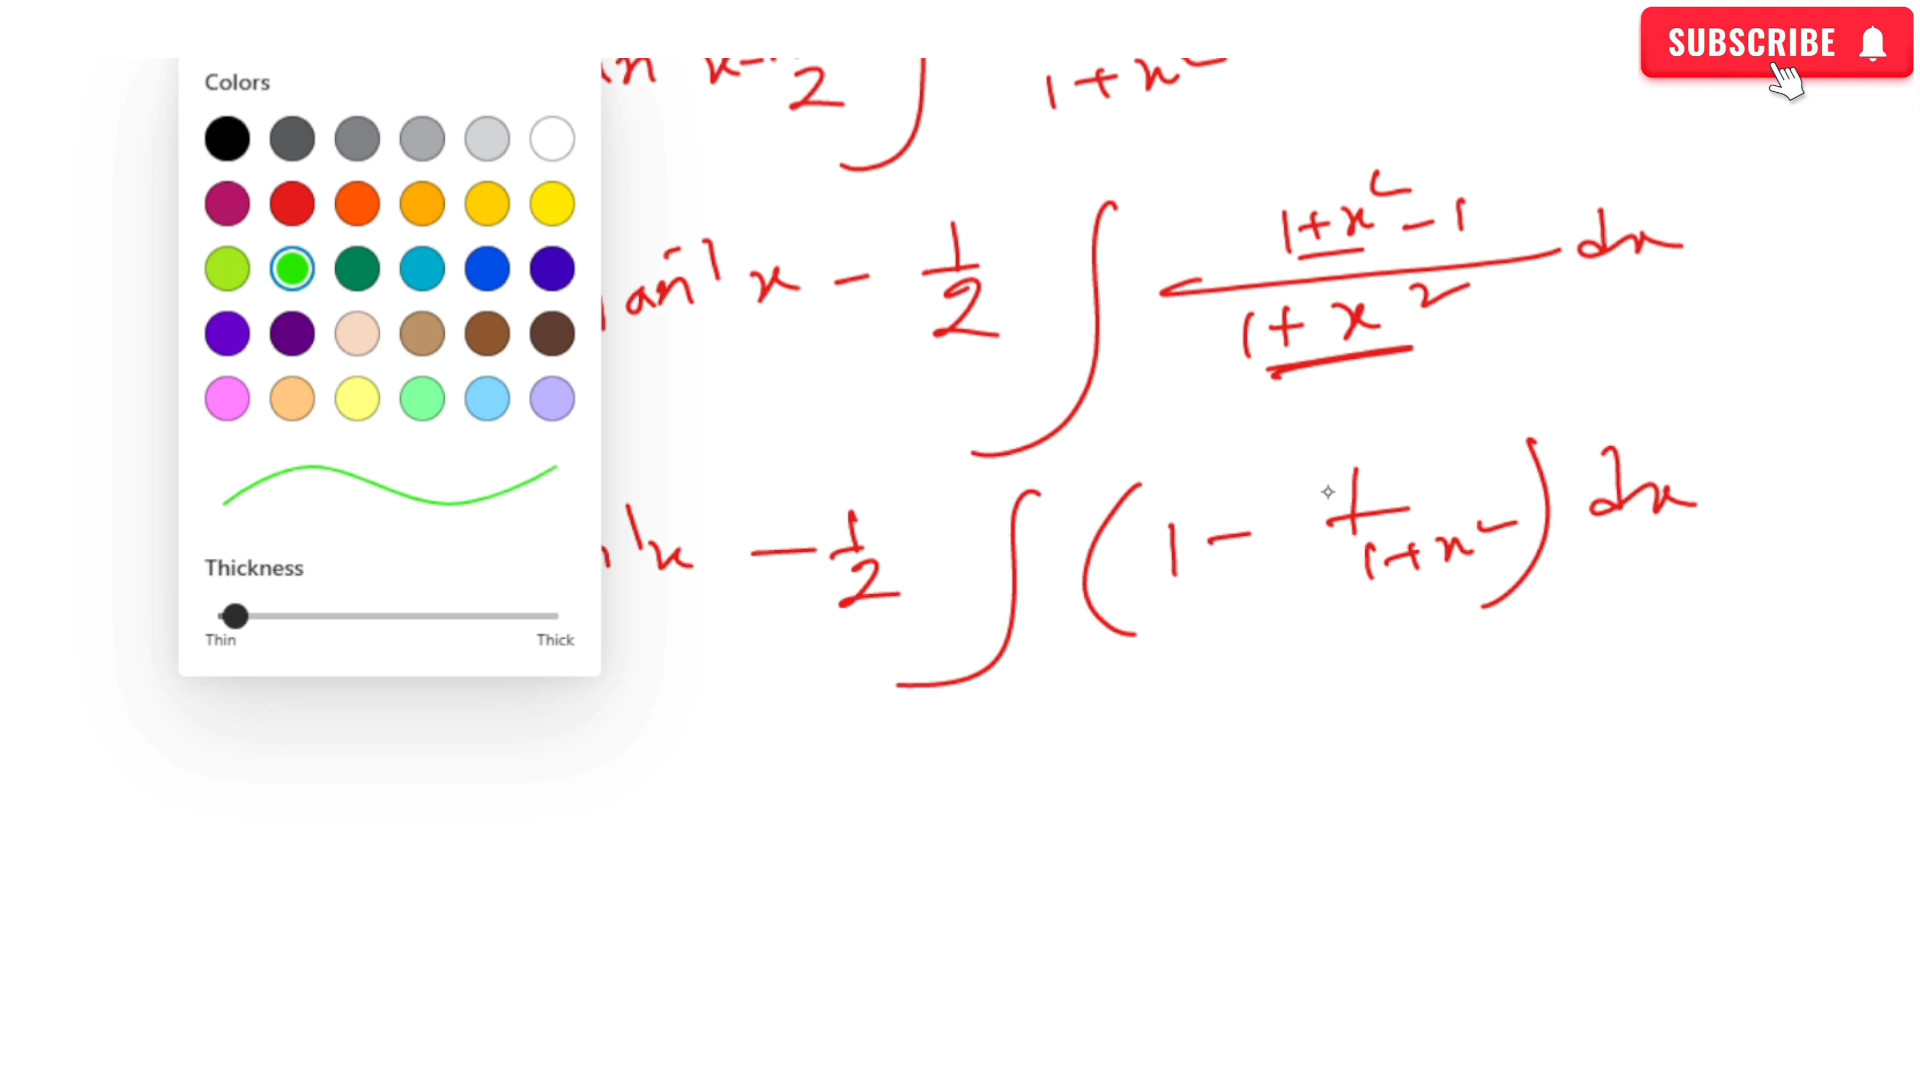 SUBSCRIBE
Colors
2 1+x²
an⁻¹ x - 1/2 ∫ (1+x² - 1)/(1+x²) dx
x - 1/2 ∫ (1 - 1/(1+x²)) dx
Thickness
Thin Thick